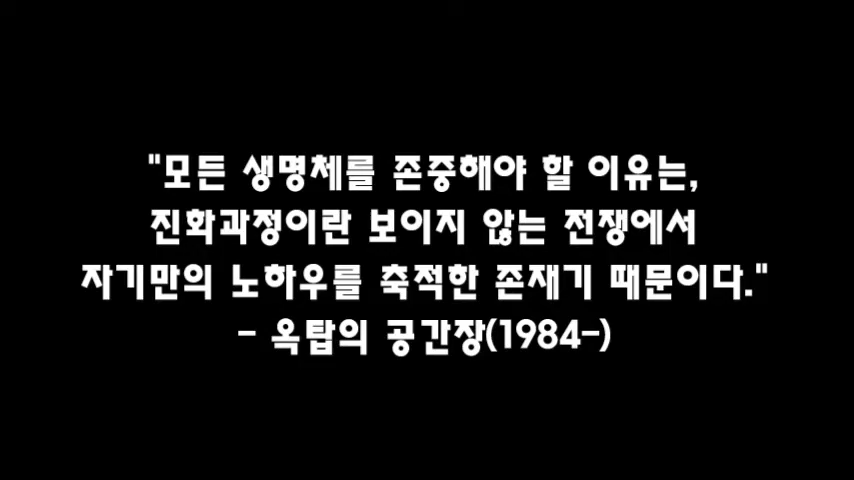 "모든 생명체를 존중해야 할 이유는,
진화과정이란 보이지 않는 전쟁에서
자기만의 노하우를 축적한 존재기 때문이다."
- 옥탑의 공간장(1984-)